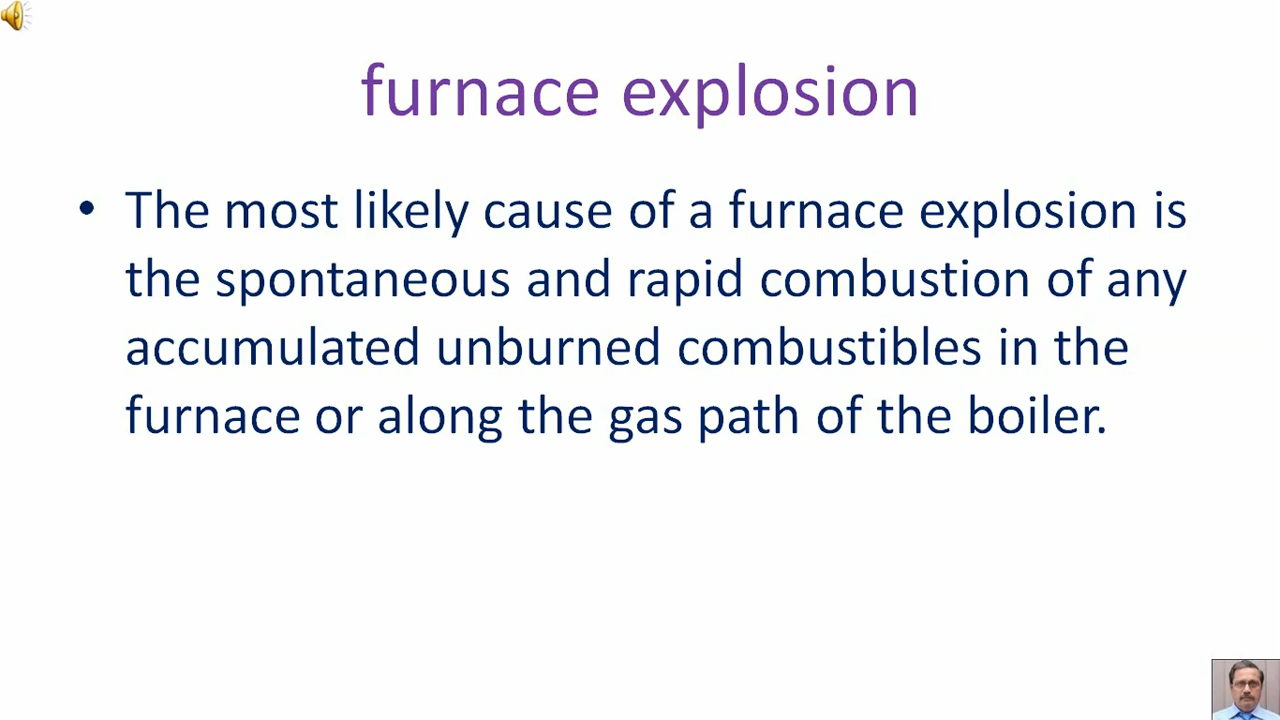 furnace explosion
• The most likely cause of a furnace explosion is
the spontaneous and rapid combustion of any
accumulated unburned combustibles in the
furnace or along the gas path of the boiler.